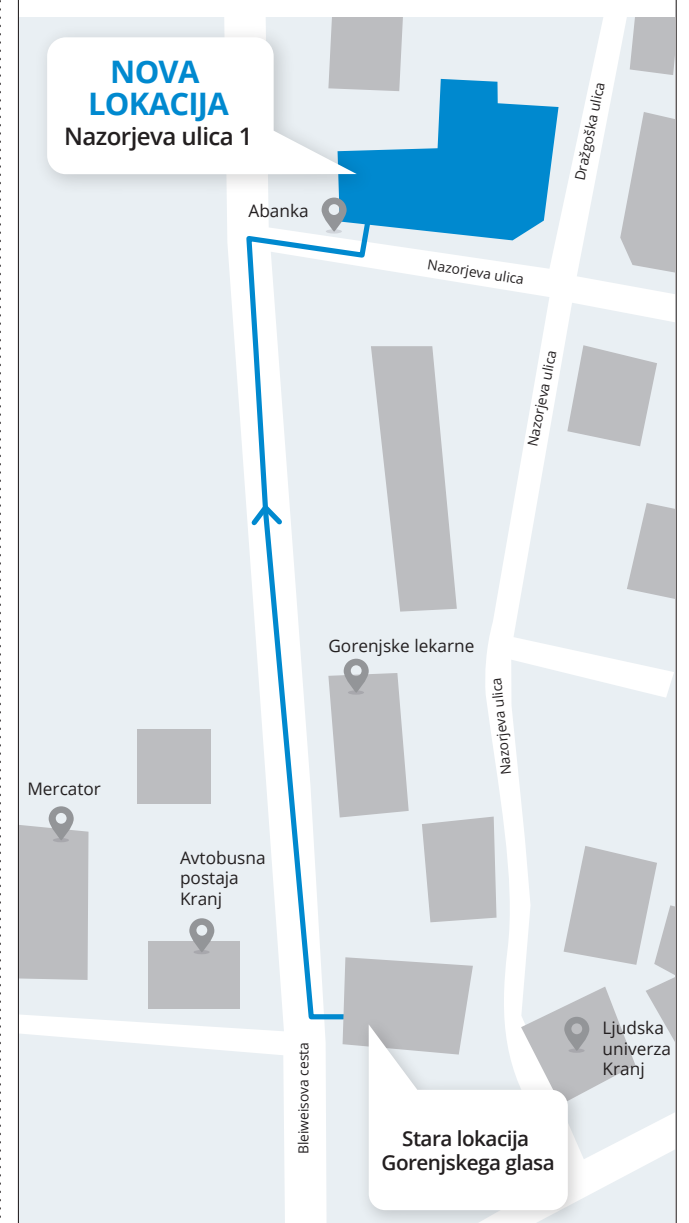 NOVA
LOKACIJA
Nazorjeva ulica 1
Dražgoška ulica
Abanka
Nazorjeva ulica
Nazorjeva ulica
Gorenjske lekarne
Nazorjeva ulica
Mercator
Avtobusna
postaja
Kranj
Ljudska
univerza
Kranj
Bleiweisova cesta
Stara lokacija
Gorenjskega glasa